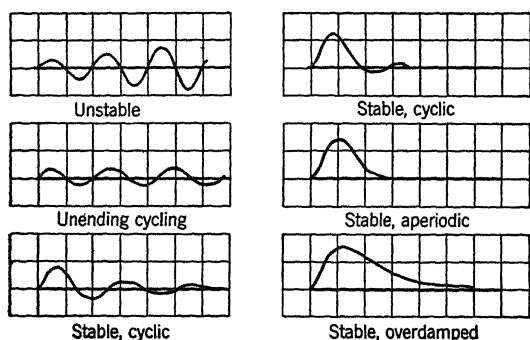 Unstable
Stable, cyclic
Unending cycling
Stable, aperiodic
Stable, cyclic
Stable, overdamped